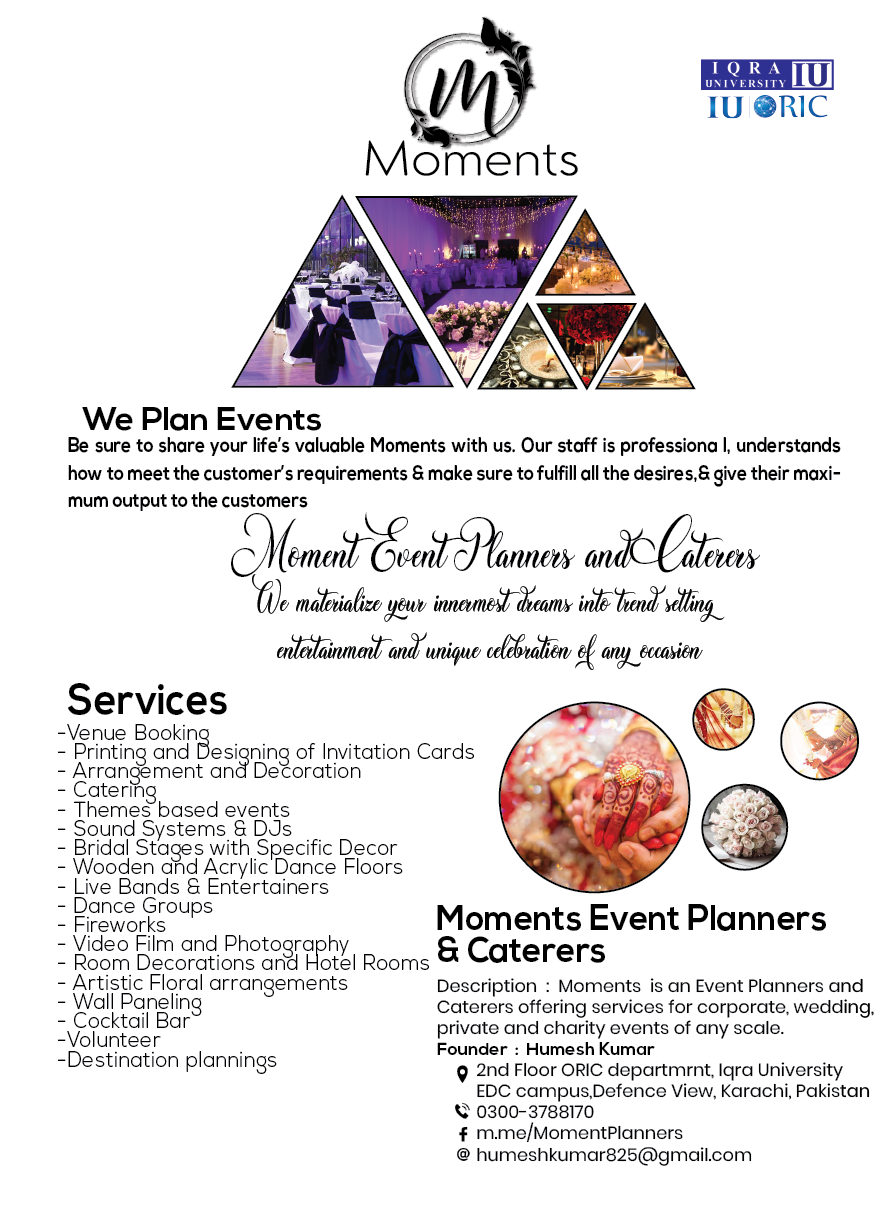 M
Moments
IQRA
UNIVERSITY IU
IU ORIC
We Plan Events
Be sure to share your life's valuable Moments with us. Our staff is professiona l, understands
how to meet the customer's requirements & make sure to fulfill all the desires,& give their maxi-
mum output to the customers
Moment Event Planners and Caterers
We materialize your innermost dreams into trend setting
entertainment and unique celebration of any occasion
Services
-Venue Booking
- Printing and Designing of Invitation Cards
- Arrangement and Decoration
- Catering
- Themes based events
- Sound Systems & DJs
- Bridal Stages with Specific Decor
- Wooden and Acrylic Dance Floors
- Live Bands & Entertainers
- Dance Groups
- Fireworks
- Video Film and Photography
- Room Decorations and Hotel Rooms
- Artistic Floral arrangements
- Wall Paneling
- Cocktail Bar
-Volunteer
-Destination plannings
Moments Event Planners
& Caterers
Description : Moments is an Event Planners and
Caterers offering services for corporate, wedding,
private and charity events of any scale.
Founder : Humesh Kumar
2nd Floor ORIC departmrnt, Iqra University
EDC campus,Defence View, Karachi, Pakistan
0300-3788170
m.me/MomentPlanners
@ humeshkumar825@gmail.com